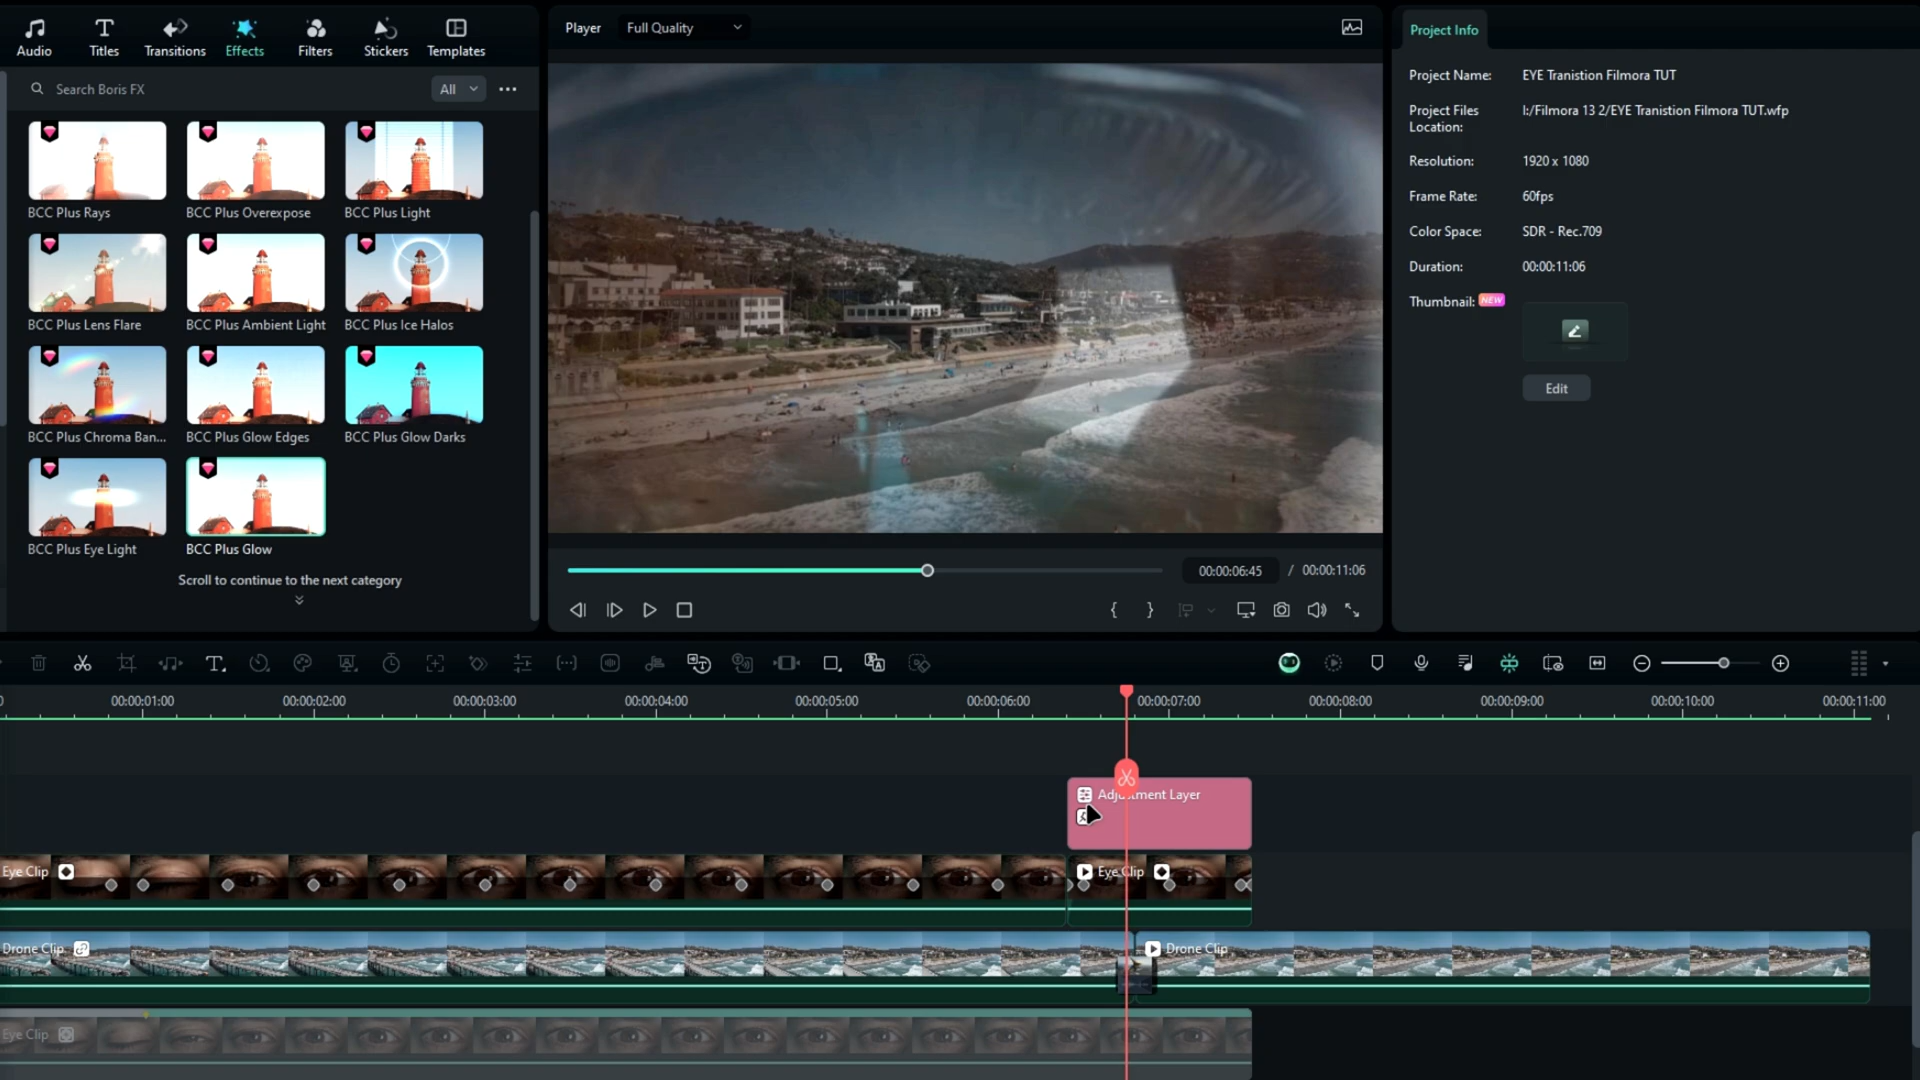 Audio
Titles
Transitions
Effects
Filters
Stickers
Templates
Search Boris FX
All
BCC Plus Rays
BCC Plus Overexpose
BCC Plus Light
BCC Plus Lens Flare
BCC Plus Ambient Light
BCC Plus Ice Halos
BCC Plus Chroma Ban...
BCC Plus Glow Edges
BCC Plus Glow Darks
BCC Plus Eye Light
BCC Plus Glow
Scroll to continue to the next category
Player
Full Quality
00:00:06:45 / 00:00:11:06
Project Info
Project Name: EYE Tranistion Filmora TUT
Project Files Location: I:/Filmora 13 2/EYE Tranistion Filmora TUT.wfp
Resolution: 1920 x 1080
Frame Rate: 60fps
Color Space: SDR - Rec.709
Duration: 00:00:11:06
Thumbnail: NEW
Edit
00:00:01:00
00:00:02:00
00:00:03:00
00:00:04:00
00:00:05:00
00:00:06:00
00:00:07:00
00:00:08:00
00:00:09:00
00:00:10:00
00:00:11:00
Adjustment Layer
Eye Clip
Eye Clip
Drone Clip
Drone Clip
Eye Clip